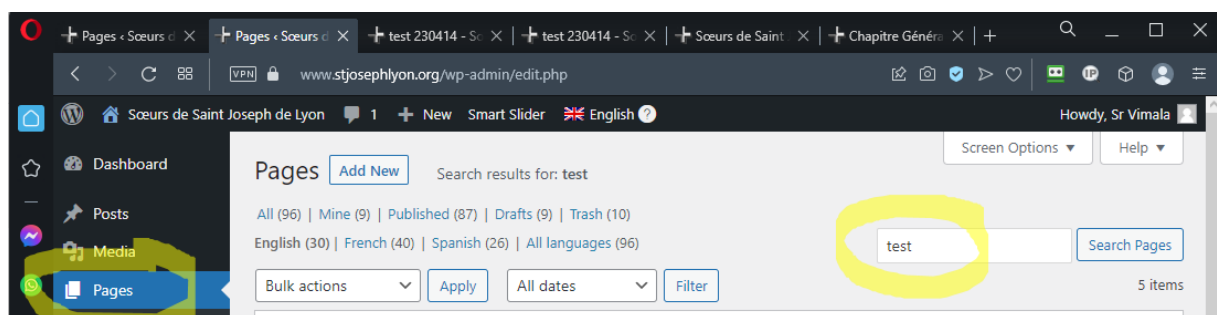 Pages ‹ Sœurs d
Pages ‹ Sœurs d
test 230414 - So
test 230414 - So
Sœurs de Saint
Chapitre Généra
VPN www.stjosephlyon.org/wp-admin/edit.php
Sœurs de Saint Joseph de Lyon 1 + New Smart Slider English ? Howdy, Sr Vimala
Screen Options ▼ Help ▼
Dashboard
Pages Add New Search results for: test
Posts
All (96) | Mine (9) | Published (87) | Drafts (9) | Trash (10)
English (30) | French (40) | Spanish (26) | All languages (96)
Media
test Search Pages
Pages
Bulk actions Apply All dates Filter 5 items